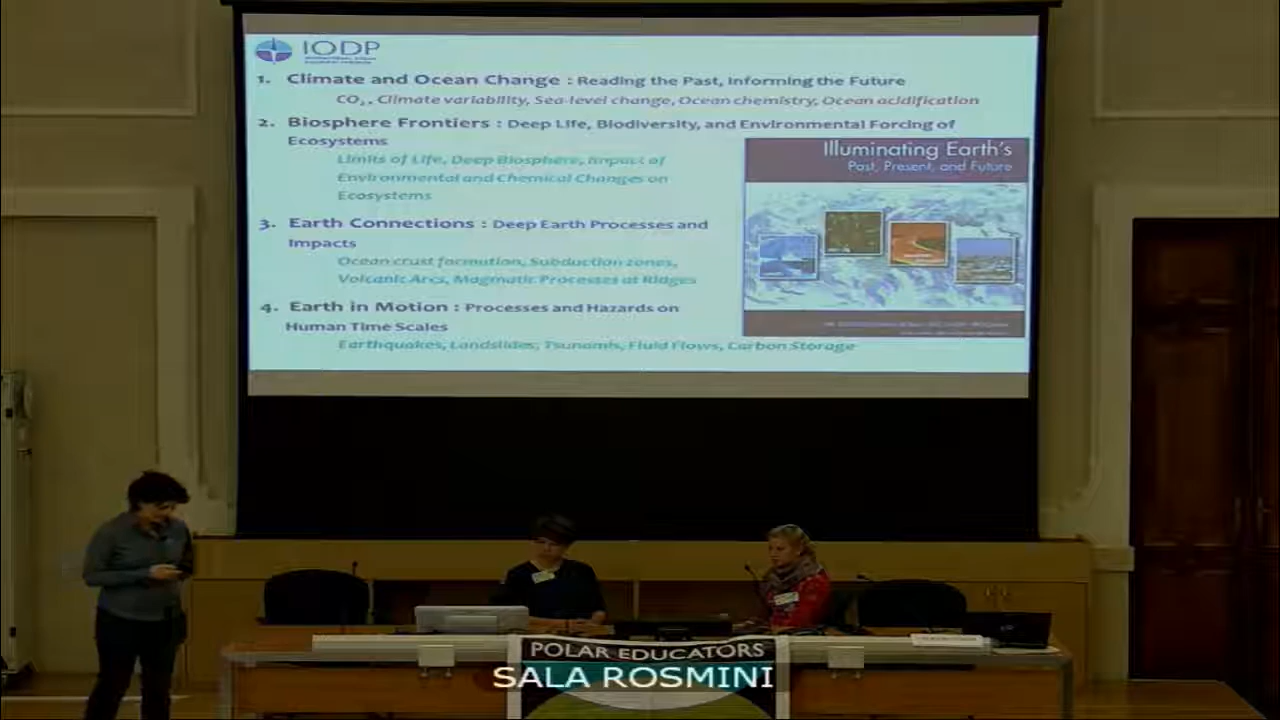 IODP
1. Climate and Ocean Change : Reading the Past, Informing the Future
CO₂, Climate variability, Sea-level change, Ocean chemistry, Ocean acidification
2. Biosphere Frontiers : Deep Life, Biodiversity, and Environmental Forcing of
Ecosystems
Limits of Life, Deep Biosphere, Impact of
Environmental and Chemical Changes on
Ecosystems
3. Earth Connections : Deep Earth Processes and
Impacts
Ocean crust formation, Subduction zones,
Volcanic Arcs, Magmatic Processes at Ridges
4. Earth in Motion : Processes and Hazards on
Human Time Scales
Earthquakes, Landslides, Tsunamis, Fluid Flows, Carbon Storage
Illuminating Earth's
Past, Present, and Future
POLAR EDUCATORS
SALA ROSMINI